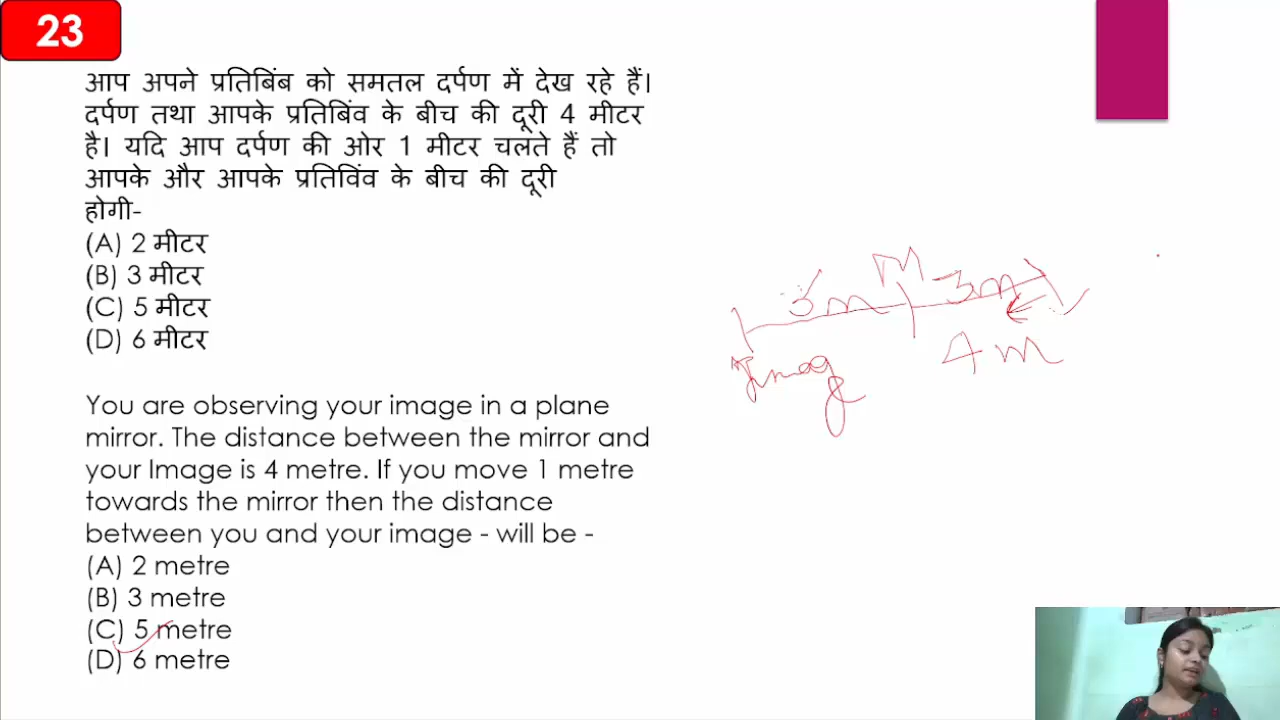 23
आप अपने प्रतिबिंब को समतल दर्पण में देख रहे हैं।
दर्पण तथा आपके प्रतिबिंव के बीच की दूरी 4 मीटर
है। यदि आप दर्पण की ओर 1 मीटर चलते हैं तो
आपके और आपके प्रतिविंव के बीच की दूरी
होगी-
(A) 2 मीटर
(B) 3 मीटर
(C) 5 मीटर
(D) 6 मीटर
You are observing your image in a plane
mirror. The distance between the mirror and
your Image is 4 metre. If you move 1 metre
towards the mirror then the distance
between you and your image - will be -
(A) 2 metre
(B) 3 metre
(C) 5 metre
(D) 6 metre
M
3m 3m
4m